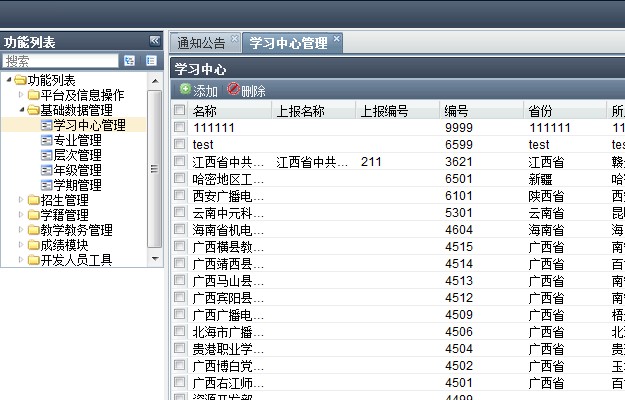 功能列表
搜索
功能列表
平台及信息操作
基础数据管理
学习中心管理
专业管理
层次管理
年级管理
学期管理
招生管理
学籍管理
教学教务管理
成绩模块
开发人员工具
通知公告 学习中心管理
学习中心
添加 删除
名称 上报名称 上报编号 编号 省份 所
111111 9999 111111 11
test 6599 test tes
江西省中共... 江西省中共... 211 3621 江西省 赣
哈密地区工... 6501 新疆 哈
西安广播电... 6101 陕西省 西
云南中元科... 5301 云南省 昆
海南省机电... 4604 海南省 海
广西横县教... 4515 广西省 南
广西靖西县... 4514 广西省 百
广西马山县... 4513 广西省 南
广西宾阳县... 4512 广西省 南
广西广播电... 4509 广西省 梧
北海市广播... 4506 广西省 北
贵港职业学... 4504 广西省 贵
广西博白党... 4502 广西省 玉
广西右江师... 4501 广西省 百
资源开发部 4499